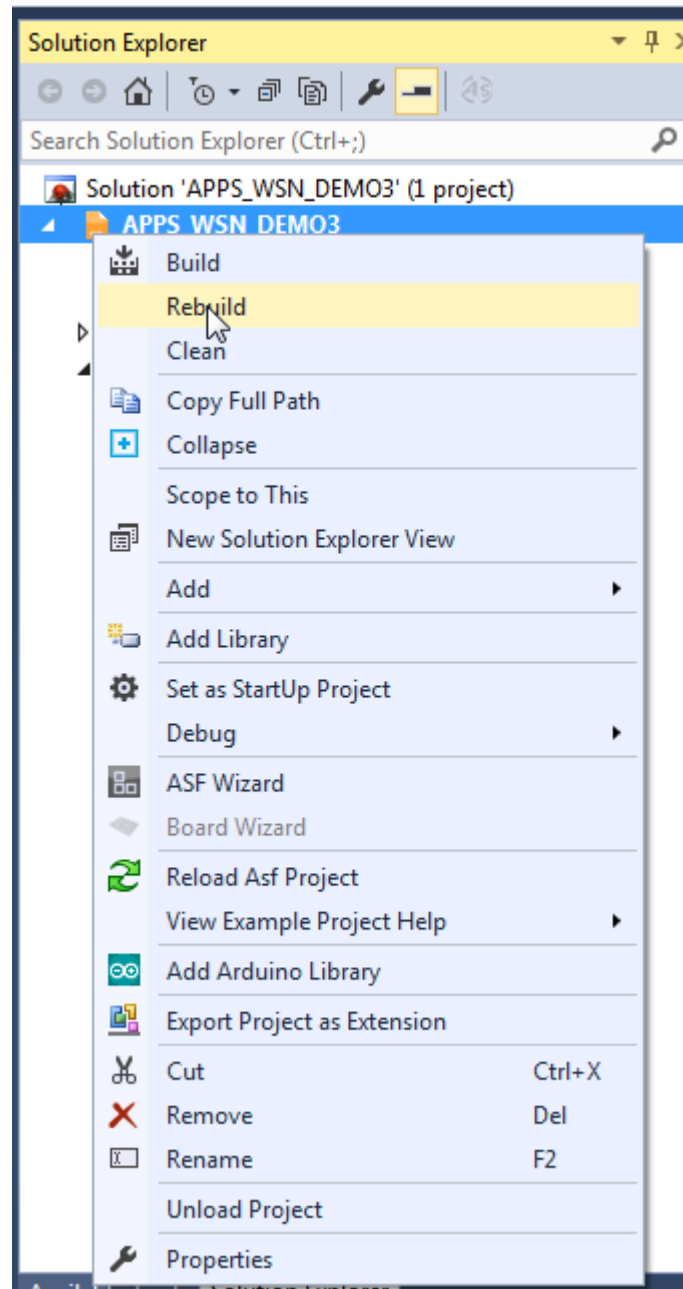 Solution Explorer
Search Solution Explorer (Ctrl+;)
Solution 'APPS_WSN_DEMO3' (1 project)
APPS_WSN_DEMO3
Build
Rebuild
Clean
Copy Full Path
Collapse
Scope to This
New Solution Explorer View
Add
Add Library
Set as StartUp Project
Debug
ASF Wizard
Board Wizard
Reload Asf Project
View Example Project Help
Add Arduino Library
Export Project as Extension
Cut Ctrl+X
Remove Del
Rename F2
Unload Project
Properties
Solution Explorer